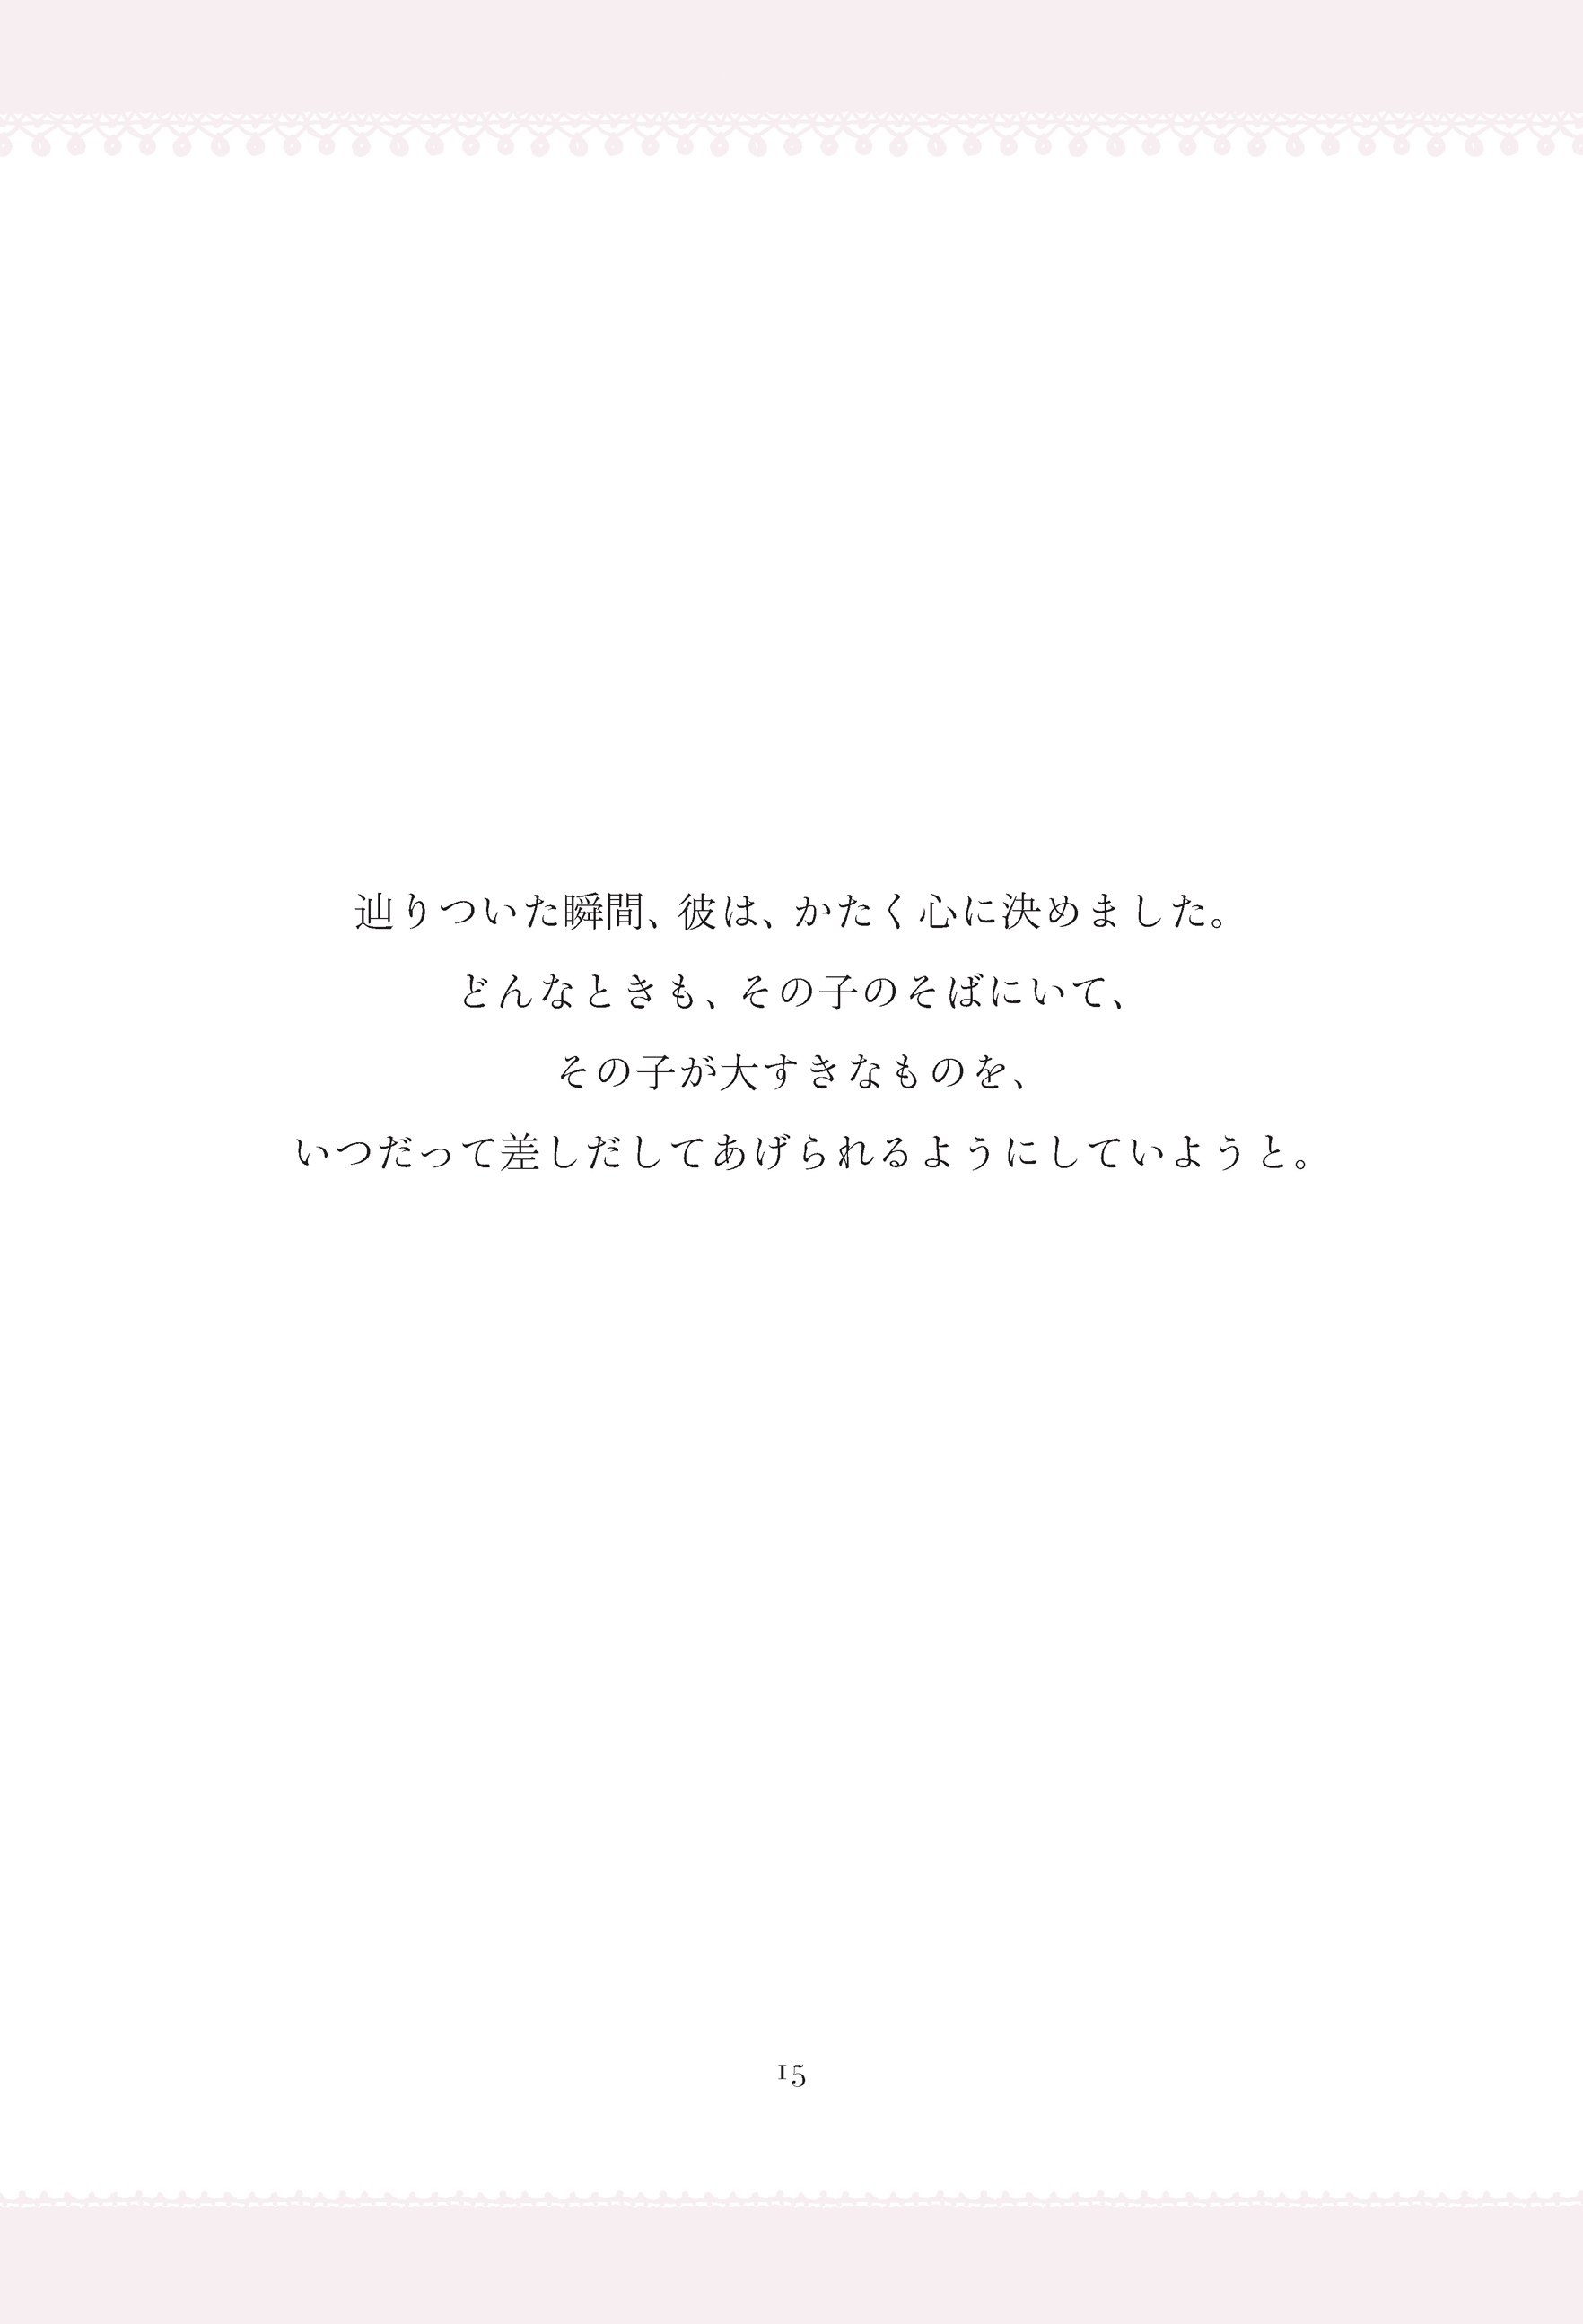 辿りついた瞬間、彼は、かたく心に決めました。
どんなときも、その子のそばにいて、
その子が大すきなものを、
いつだって差しだしてあげられるようにしていようと。
15